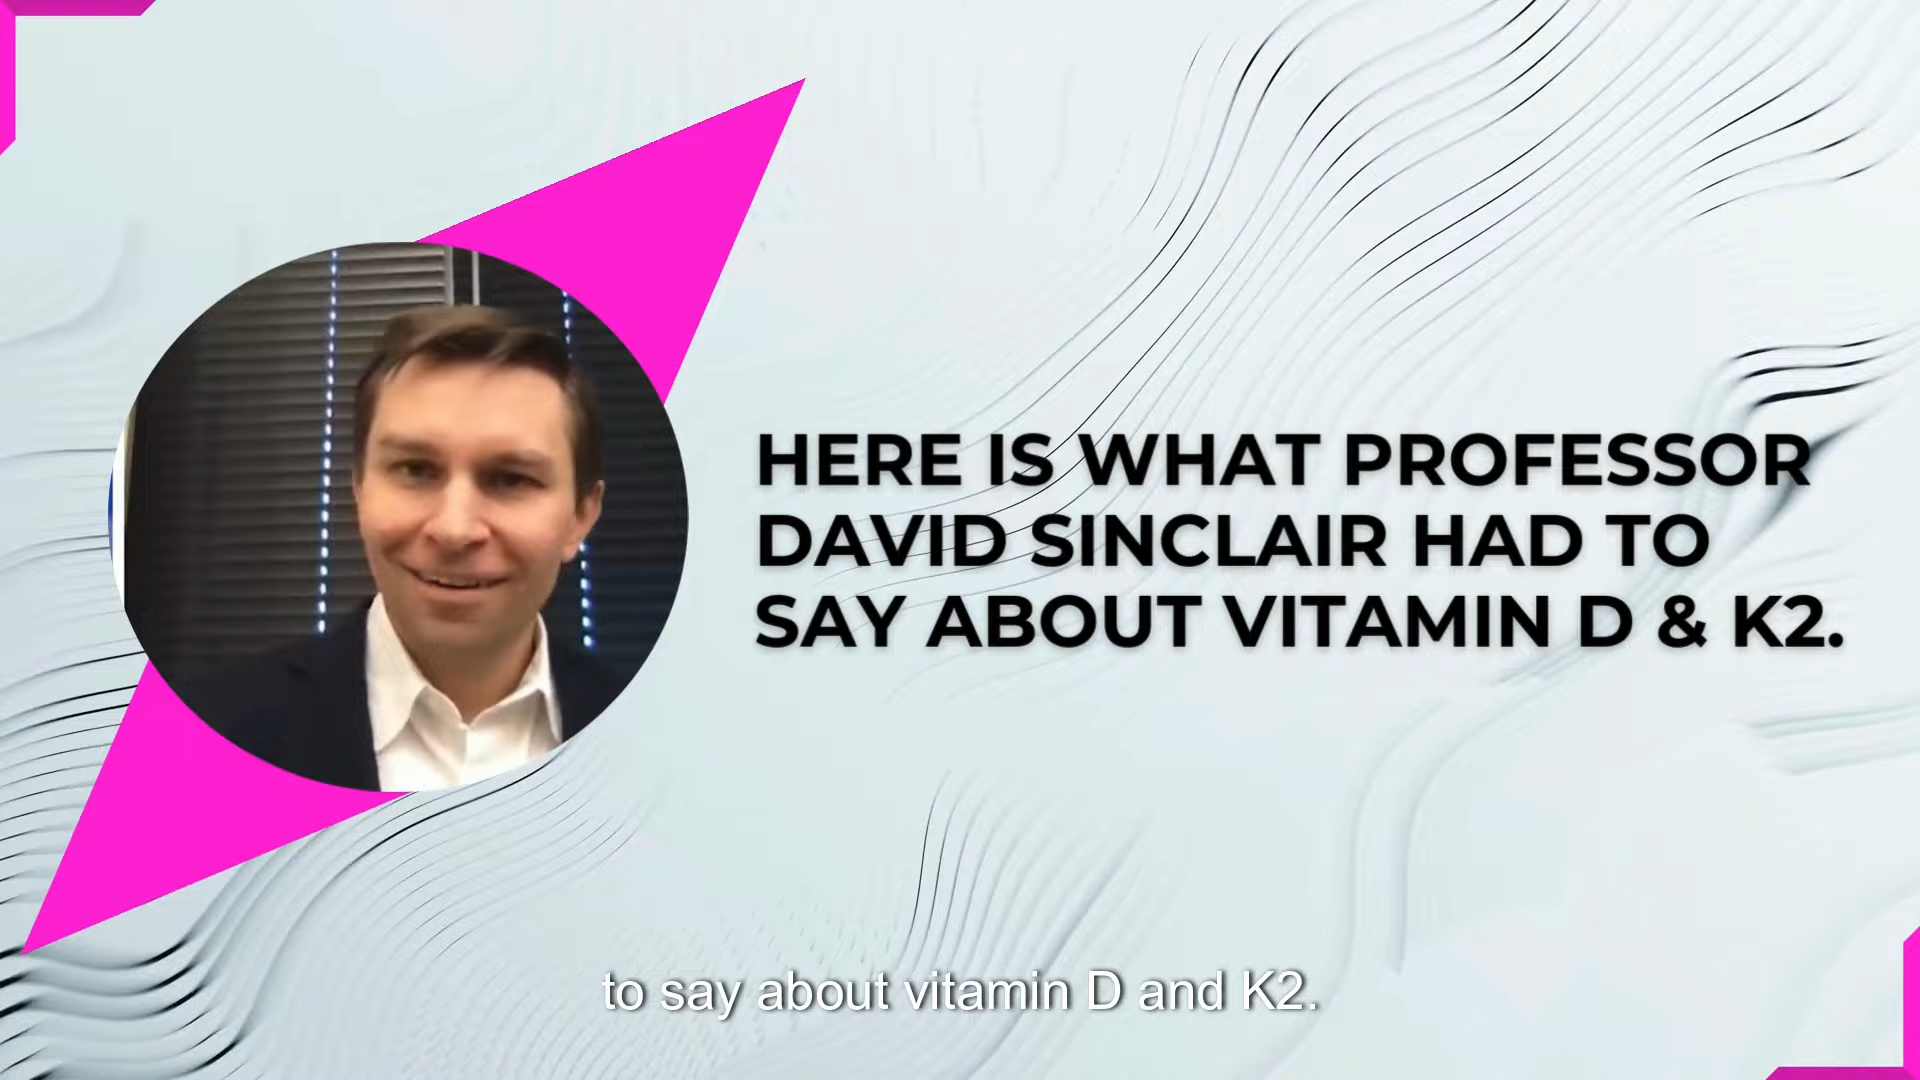 HERE IS WHAT PROFESSOR
DAVID SINCLAIR HAD TO
SAY ABOUT VITAMIN D & K2.
to say about vitamin D and K2.